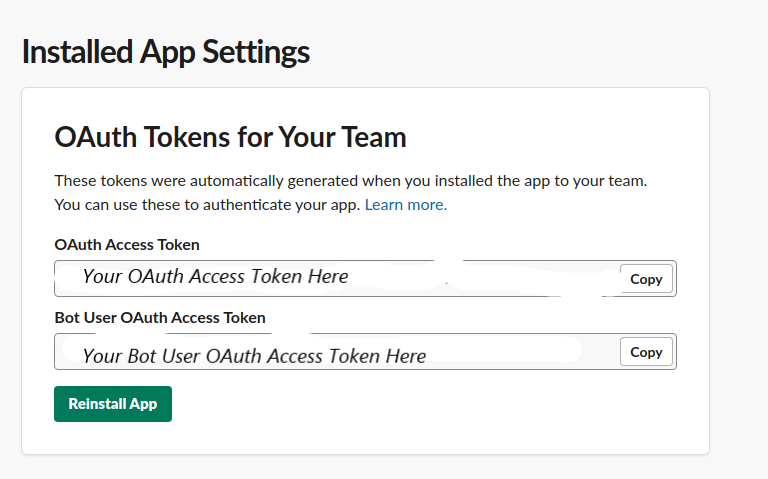 Installed App Settings
OAuth Tokens for Your Team
These tokens were automatically generated when you installed the app to your team.
You can use these to authenticate your app. Learn more.
OAuth Access Token
Your OAuth Access Token Here
Copy
Bot User OAuth Access Token
Your Bot User OAuth Access Token Here
Copy
Reinstall App